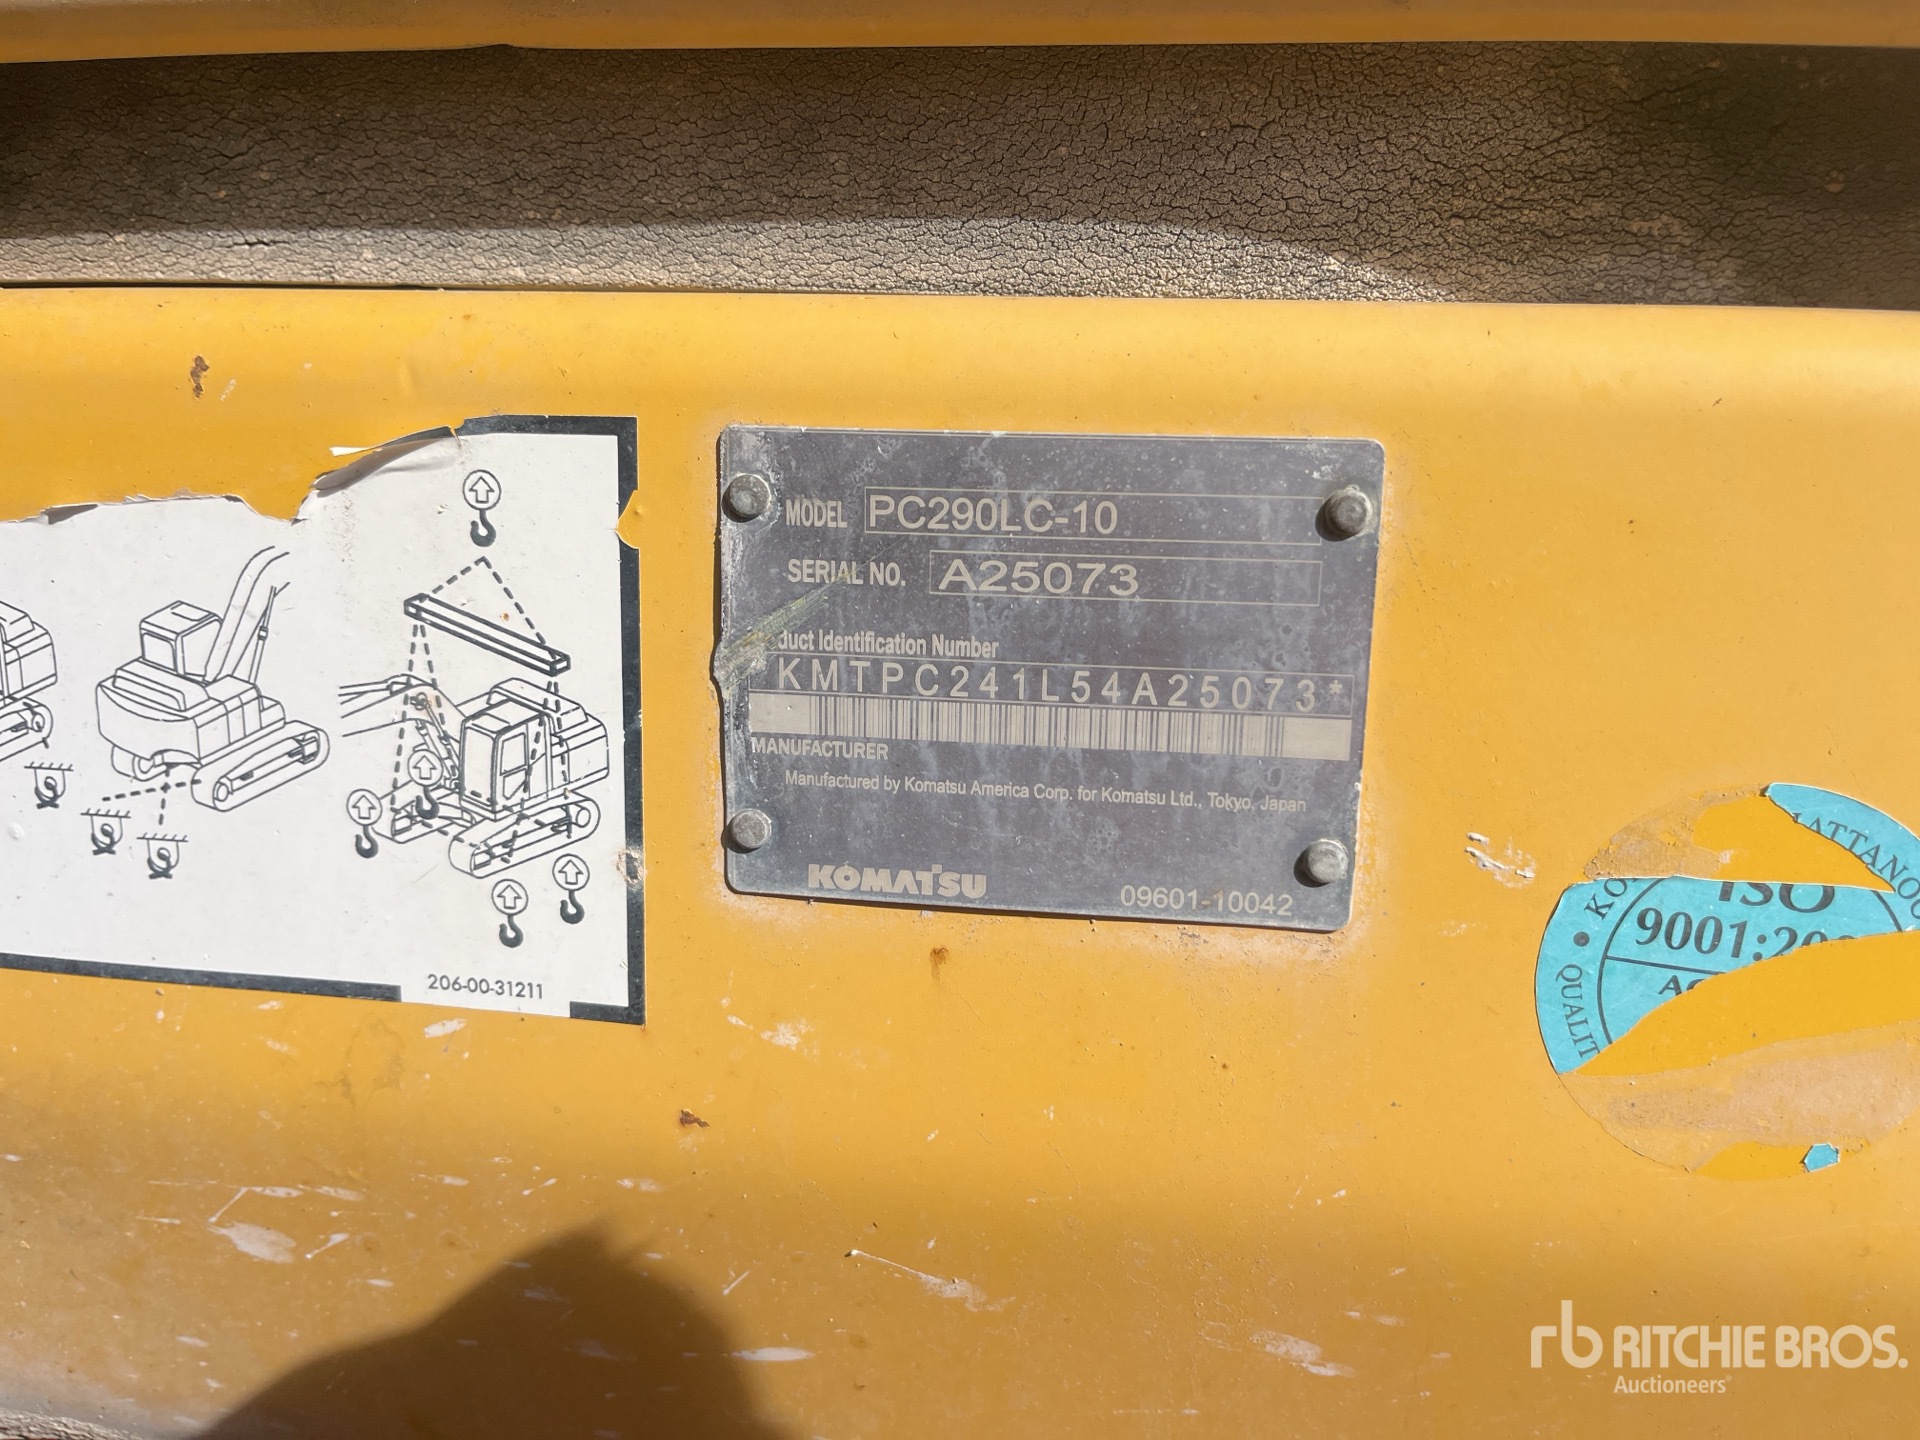 MODEL PC290LC-10
SERIAL NO. A25073
duct Identification Number
KMTPC241L54A25073*
MANUFACTURER
Manufactured by Komatsu America Corp. for Komatsu Ltd., Tokyo, Japan
KOMATSU
09601-10042
206-00-31211
ISO
9001:20
QUALIT
RITCHIE BROS.
Auctioneers